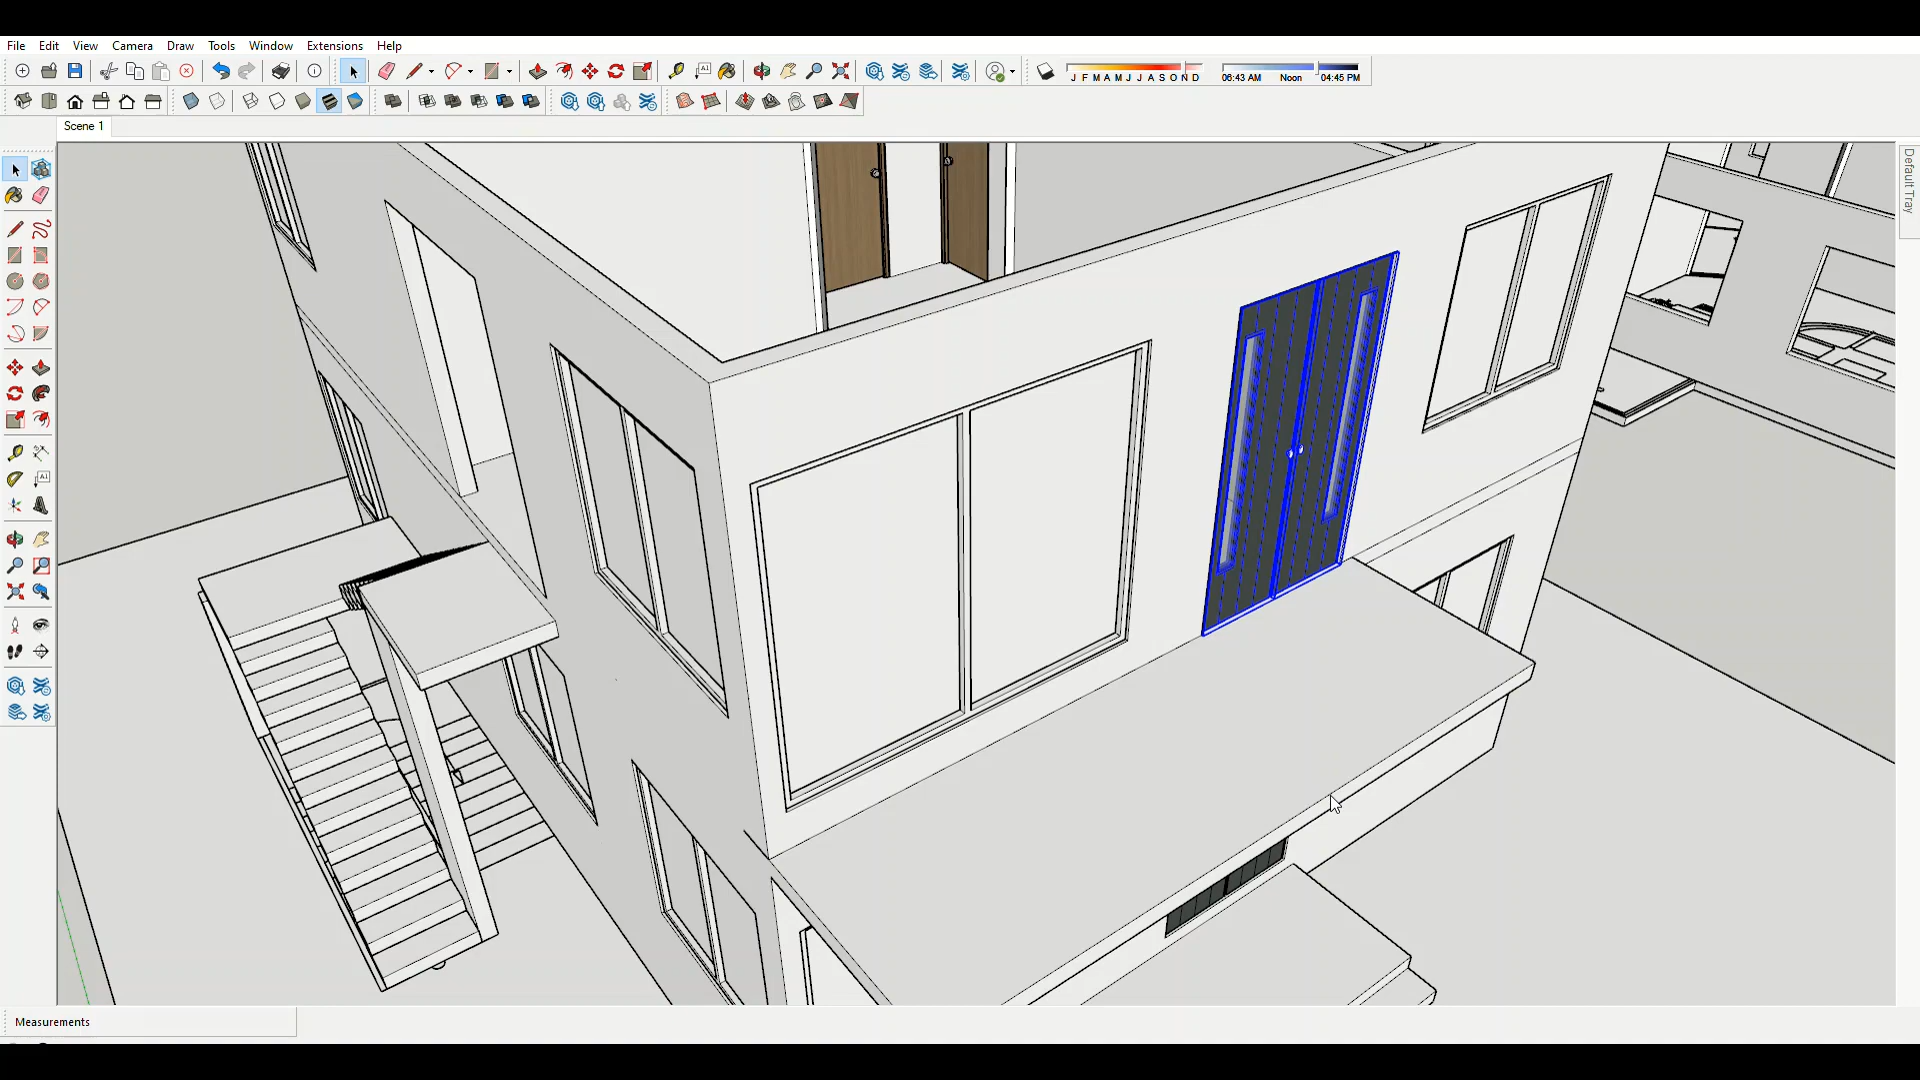 File Edit View Camera Draw Tools Window Extensions Help
J F M A M J J A S O N D
06:43 AM Noon 04:45 PM
Scene 1
Default Tray
Measurements